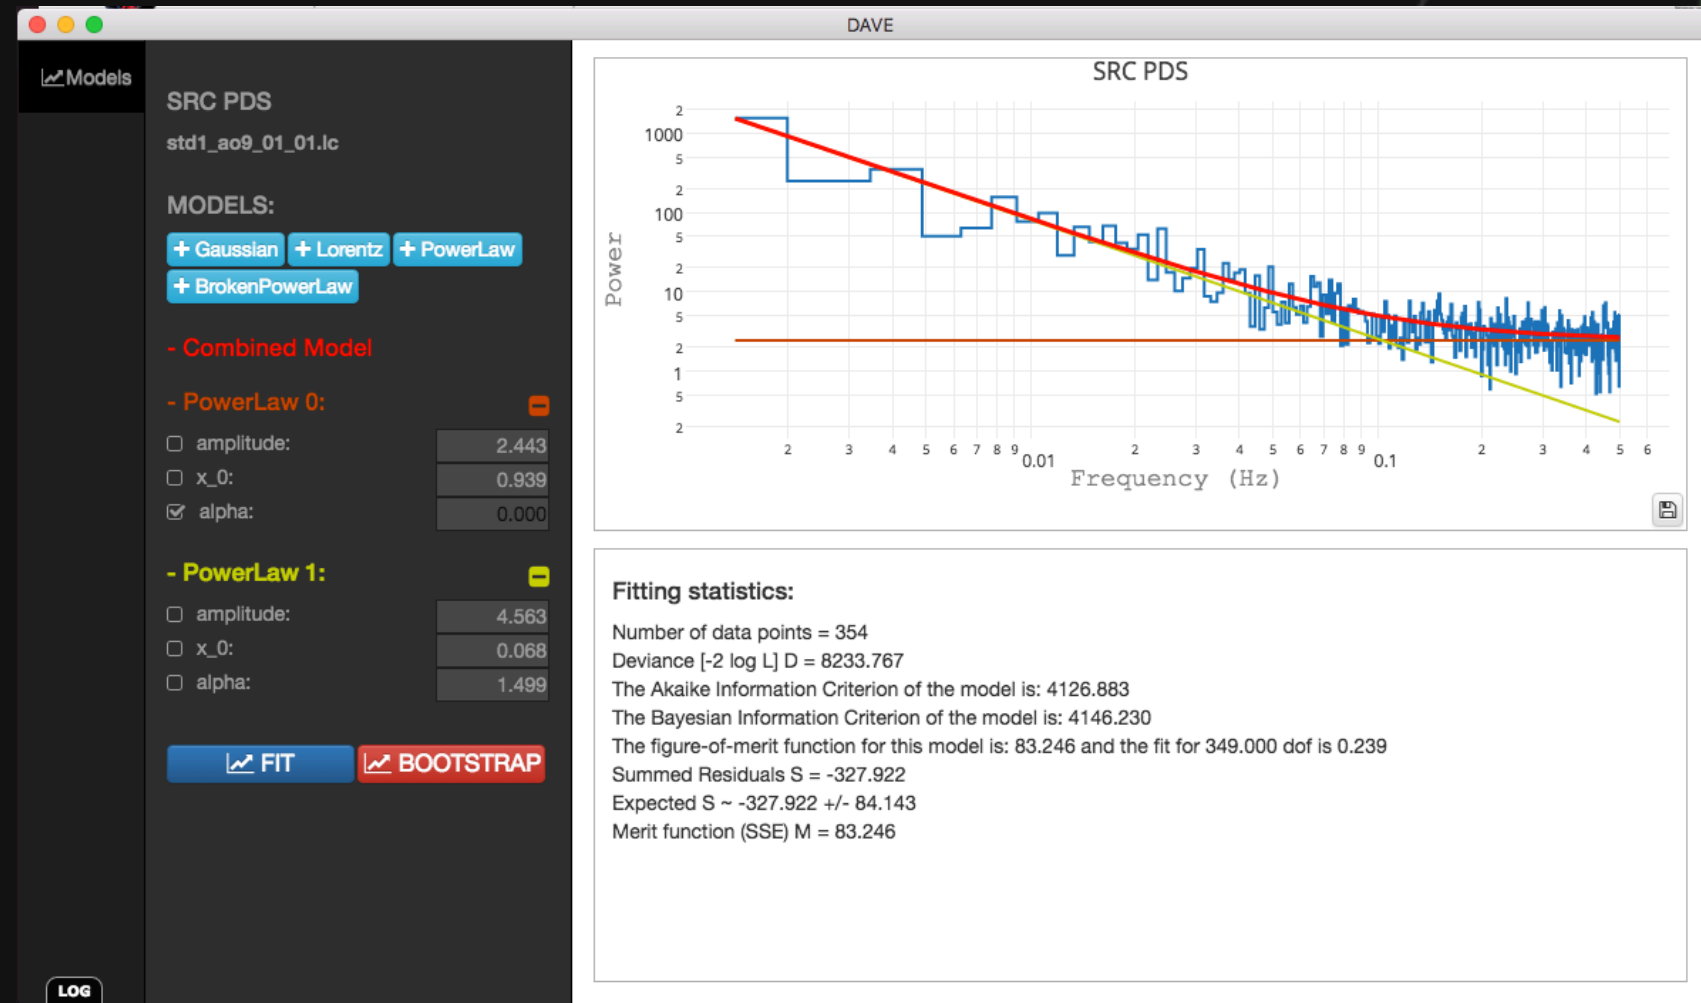 DAVE
Models
SRC PDS
std1_ao9_01_01.lc
MODELS:
+ Gaussian + Lorentz + PowerLaw
+ BrokenPowerLaw
- Combined Model
- PowerLaw 0:
amplitude: 2.443
x_0: 0.939
alpha: 0.000
- PowerLaw 1:
amplitude: 4.563
x_0: 0.068
alpha: 1.499
FIT BOOTSTRAP
LOG
SRC PDS
Power
2
1000
5
2
100
5
2
10
5
2
1
5
2
2 3 4 5 6 7 8 9 0.01 2 3 4 5 6 7 8 9 0.1 2 3 4 5 6
Frequency (Hz)
Fitting statistics:
Number of data points = 354
Deviance [-2 log L] D = 8233.767
The Akaike Information Criterion of the model is: 4126.883
The Bayesian Information Criterion of the model is: 4146.230
The figure-of-merit function for this model is: 83.246 and the fit for 349.000 dof is 0.239
Summed Residuals S = -327.922
Expected S ~ -327.922 +/- 84.143
Merit function (SSE) M = 83.246